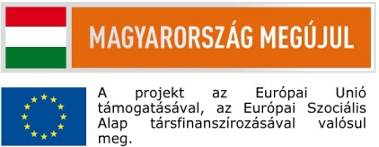 MAGYARORSZÁG MEGÚJUL
A projekt az Európai Unió
támogatásával, az Európai Szociális
Alap társfinanszírozásával valósul
meg.